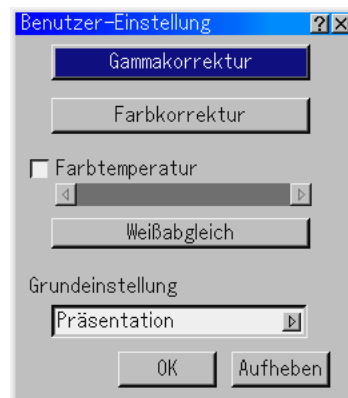 Benutzer-Einstellung
Gammakorrektur
Farbkorrektur
Farbtemperatur
Weißabgleich
Grundeinstellung
Präsentation
OK Aufheben